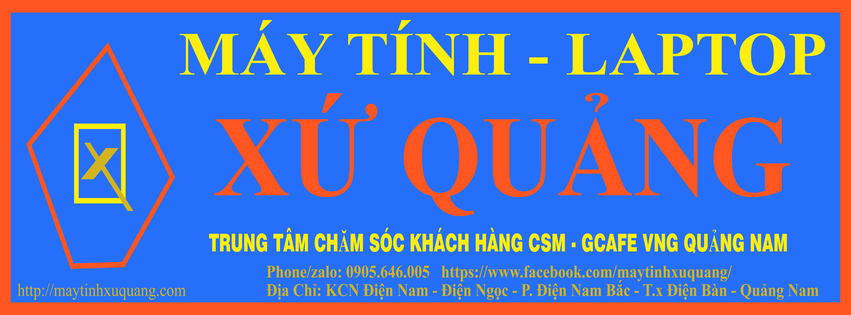 MÁY TÍNH - LAPTOP
XỨ QUẢNG
X
TRUNG TÂM CHĂM SÓC KHÁCH HÀNG CSM - GCAFE VNG QUẢNG NAM
Phone/zalo: 0905.646.005 https://www.facebook.com/maytinhxuquang/
http://maytinhxuquang.com
Địa Chỉ: KCN Điện Nam - Điện Ngọc - P. Điện Nam Bắc - T.x Điện Bàn - Quảng Nam